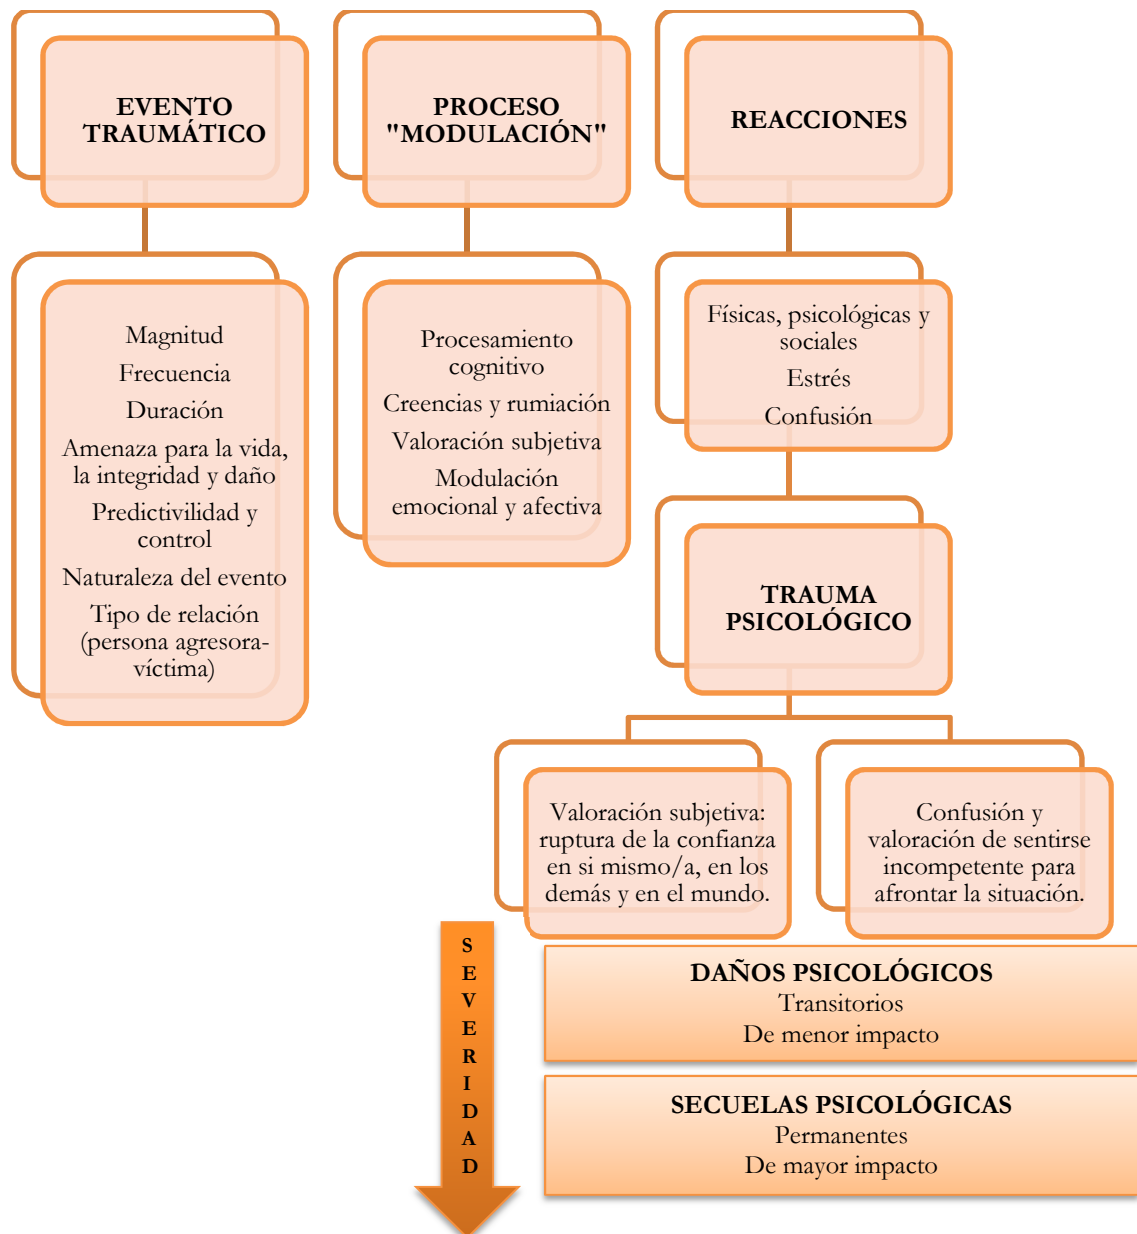 EVENTO
TRAUMÁTICO
Magnitud
Frecuencia
Duración
Amenaza para la vida,
la integridad y daño
Predictivilidad y
control
Naturaleza del evento
Tipo de relación
(persona agresora-
víctima)
PROCESO
"MODULACIÓN"
Procesamiento
cognitivo
Creencias y rumiación
Valoración subjetiva
Modulación
emocional y afectiva
REACCIONES
Físicas, psicológicas y
sociales
Estrés
Confusión
TRAUMA
PSICOLÓGICO
Valoración subjetiva:
ruptura de la confianza
en si mismo/a, en los
demás y en el mundo.
Confusión y
valoración de sentirse
incompetente para
afrontar la situación.
S
E
V
E
R
I
D
A
D
DAÑOS PSICOLÓGICOS
Transitorios
De menor impacto
SECUELAS PSICOLÓGICAS
Permanentes
De mayor impacto